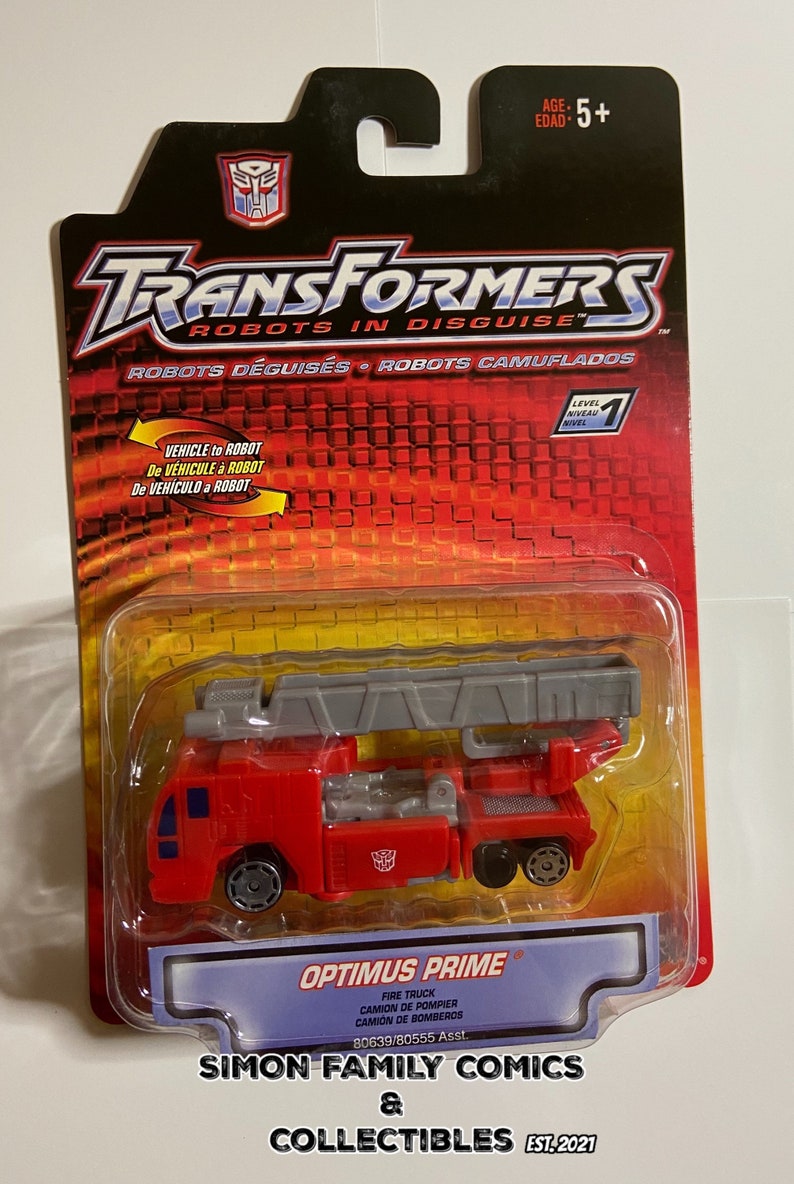 AGE: 5+
EDAD:
TRANSFORMERS
ROBOTS IN DISGUISE™
TM
ROBOTS DÉGUISÉS • ROBOTS CAMUFLADOS
LEVEL 1
NIVEAU
NIVEL
VEHICLE to ROBOT
De VÉHICULE à ROBOT
De VEHÍCULO a ROBOT
OPTIMUS PRIME®
FIRE TRUCK
CAMION DE POMPIER
CAMIÓN DE BOMBEROS
80639/80555 Asst.
SIMON FAMILY COMICS
&
COLLECTIBLES EST. 2021